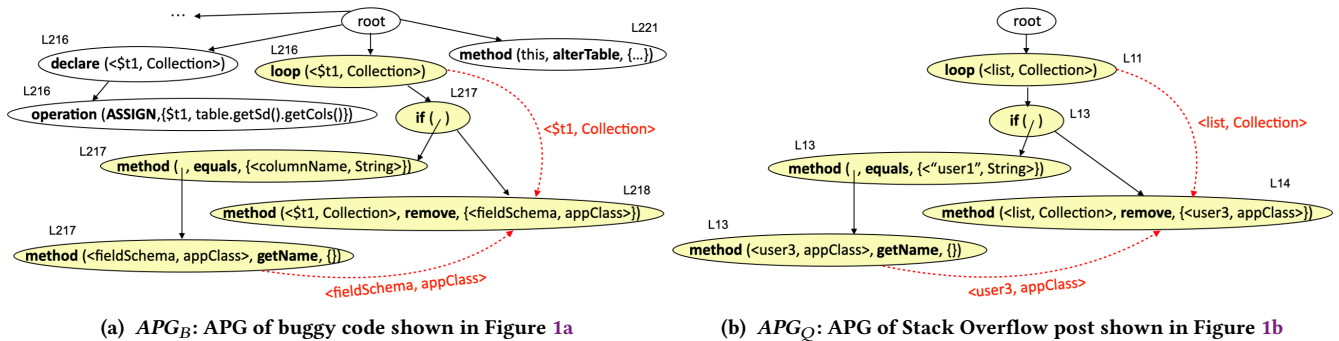 ...
root
L221
method (this, alterTable, {...})
L216
declare (<$t1, Collection>)
L216
loop (<$t1, Collection>)
L216
operation (ASSIGN,{$t1, table.getSd().getCols()})
L217
if ( )
<$t1, Collection>
L217
method ( , equals, {<columnName, String>})
L218
method (<$t1, Collection>, remove, {<fieldSchema, appClass>})
L217
method (<fieldSchema, appClass>, getName, {})
<fieldSchema, appClass>
(a) APG_B: APG of buggy code shown in Figure 1a
root
L11
loop (<list, Collection>)
L13
if ( )
<list, Collection>
L13
method ( , equals, {<“user1”, String>})
L14
method (<list, Collection>, remove, {<user3, appClass>})
L13
method (<user3, appClass>, getName, {})
<user3, appClass>
(b) APG_Q: APG of Stack Overflow post shown in Figure 1b